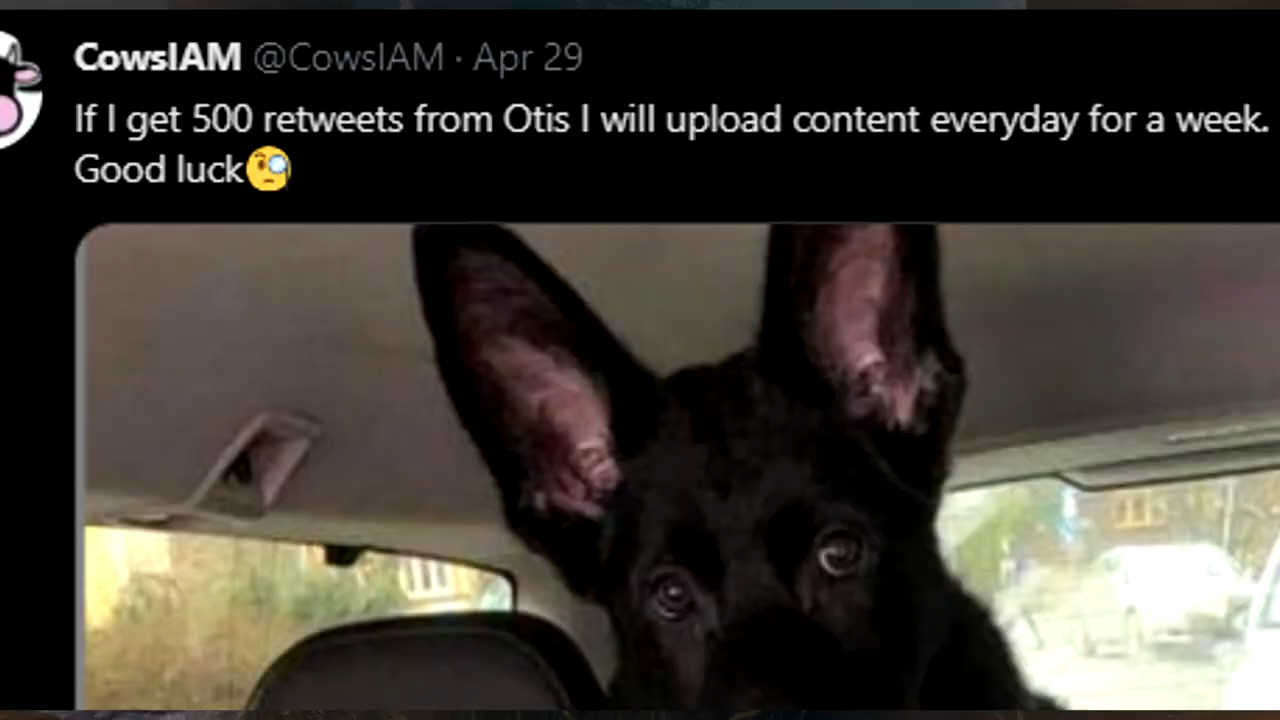 CowsIAM @CowsIAM · Apr 29
If I get 500 retweets from Otis I will upload content everyday for a week.
Good luck🧐